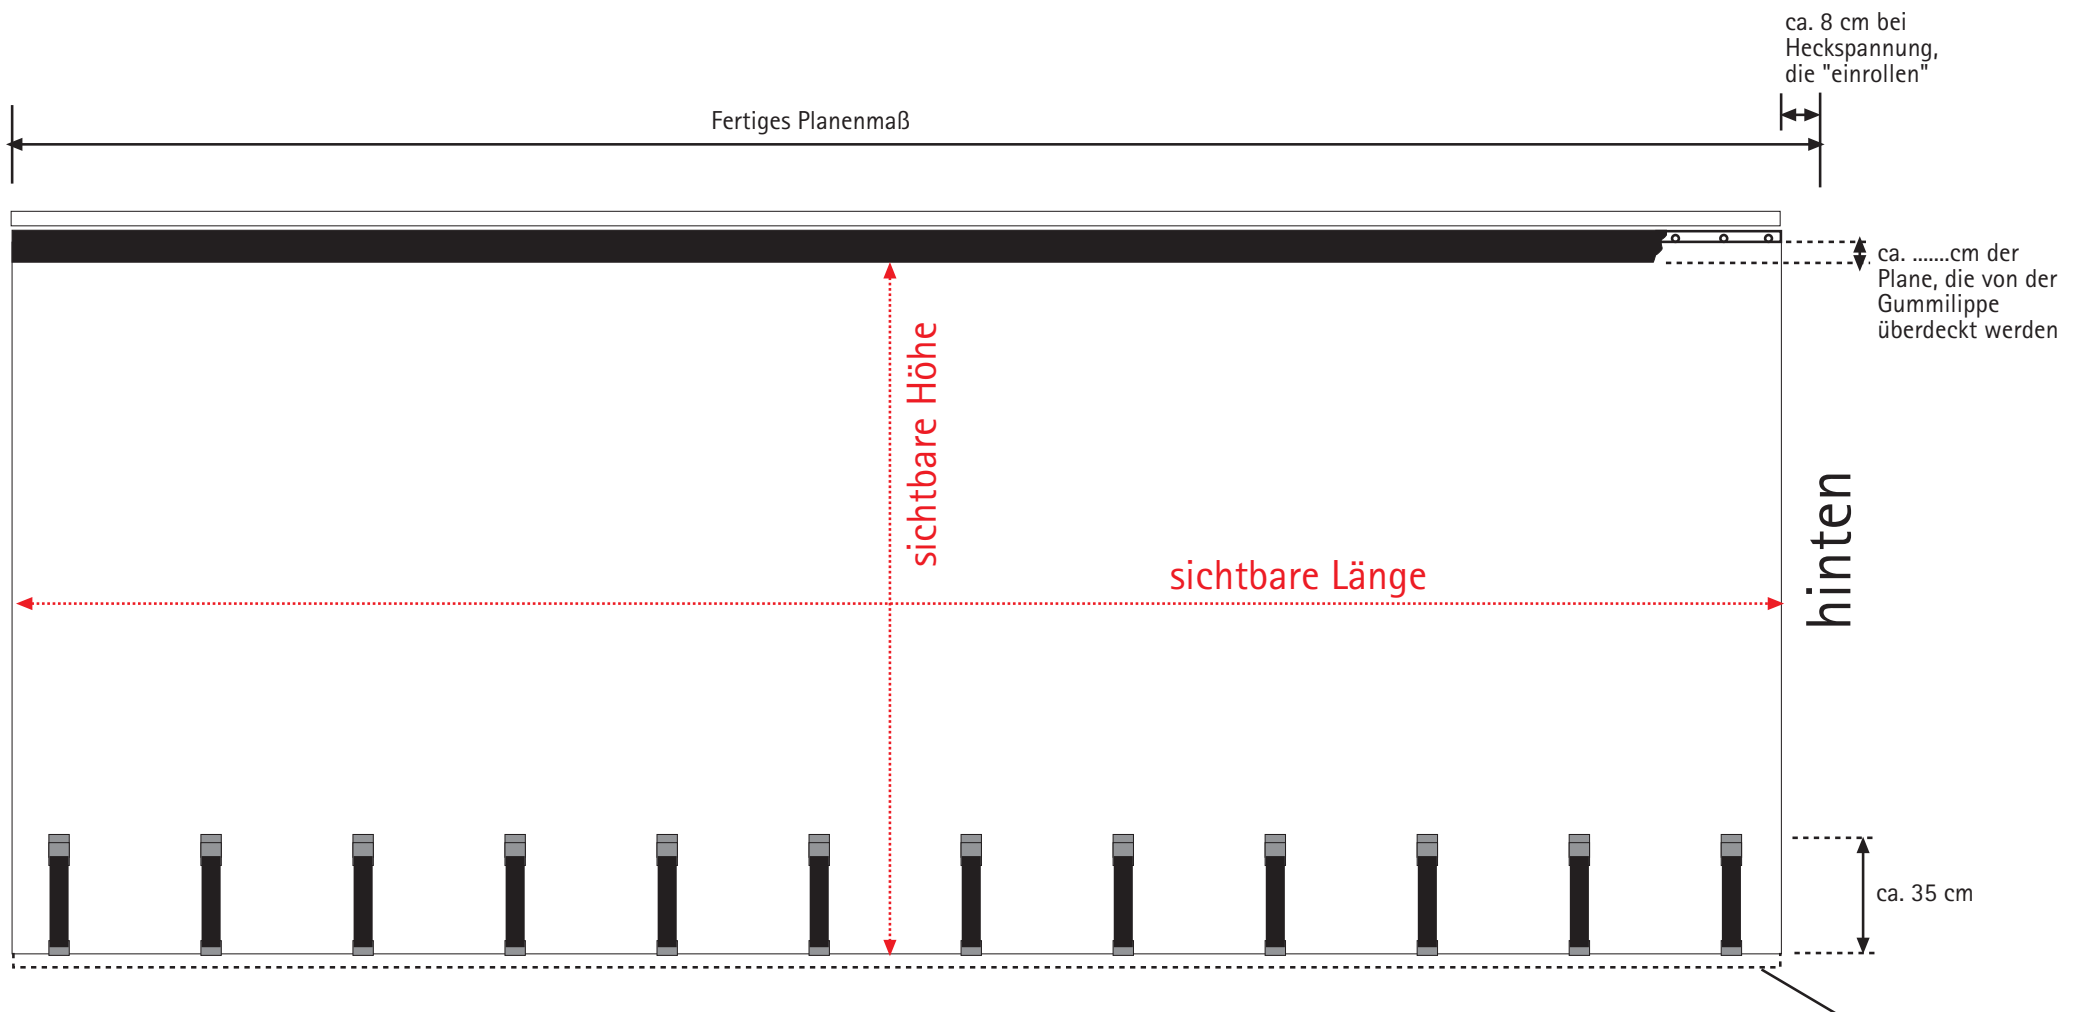 ca. 8 cm bei
Heckspannung,
die "einrollen"
Fertiges Planenmaß
ca. .......cm der
Plane, die von der
Gummilippe
überdeckt werden
sichtbare Höhe
sichtbare Länge
hinten
ca. 35 cm